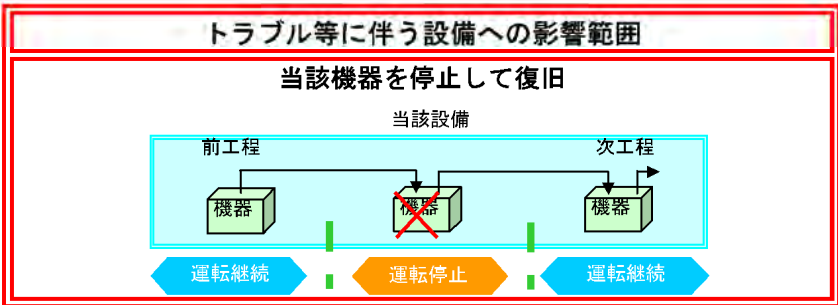 トラブル等に伴う設備への影響範囲
当該機器を停止して復旧
当該設備
前工程 次工程
機器 機器 機器
運転継続 運転停止 運転継続